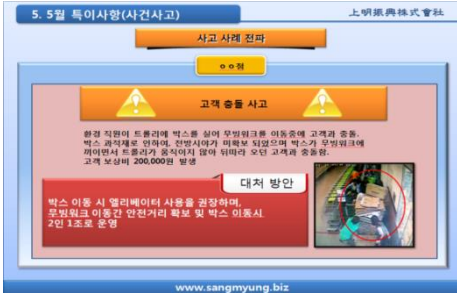 5. 5월 특이사항(사건사고)
上明振興株式會社
사고 사례 전파
ㅇㅇ점
고객 충돌 사고
환경 직원이 트롤리에 박스를 실어 무빙워크를 이동중에 고객과 충돌.
박스 과적재로 인하여, 전방시야가 미확보 되었으며 박스가 무빙워크에
끼이면서 트롤리가 움직이지 않아 뒤따라 오던 고객과 충돌함.
고객 보상비 200,000원 발생
대처 방안
박스 이동 시 엘리베이터 사용을 권장하며,
무빙워크 이동간 안전거리 확보 및 박스 이동시
2인 1조로 운영
www.sangmyung.biz